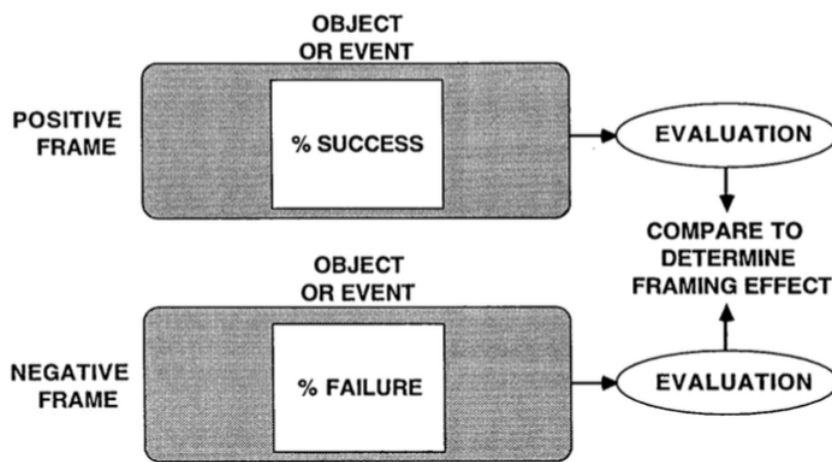 OBJECT
OR EVENT
POSITIVE
FRAME
% SUCCESS
EVALUATION
COMPARE TO
DETERMINE
FRAMING EFFECT
OBJECT
OR EVENT
NEGATIVE
FRAME
% FAILURE
EVALUATION